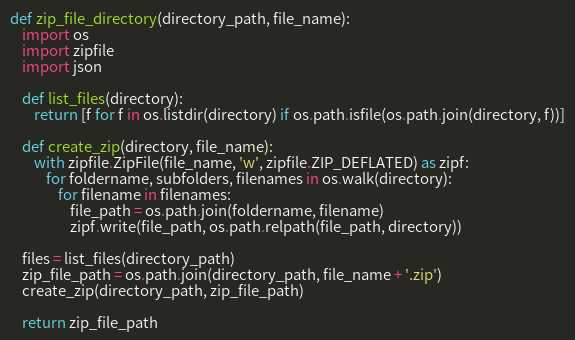 def zip_file_directory(directory_path, file_name):
    import os
    import zipfile
    import json

    def list_files(directory):
        return [f for f in os.listdir(directory) if os.path.isfile(os.path.join(directory, f))]

    def create_zip(directory, file_name):
        with zipfile.ZipFile(file_name, 'w', zipfile.ZIP_DEFLATED) as zipf:
            for foldername, subfolders, filenames in os.walk(directory):
                for filename in filenames:
                    file_path = os.path.join(foldername, filename)
                    zipf.write(file_path, os.path.relpath(file_path, directory))

    files = list_files(directory_path)
    zip_file_path = os.path.join(directory_path, file_name + '.zip')
    create_zip(directory_path, zip_file_path)

    return zip_file_path